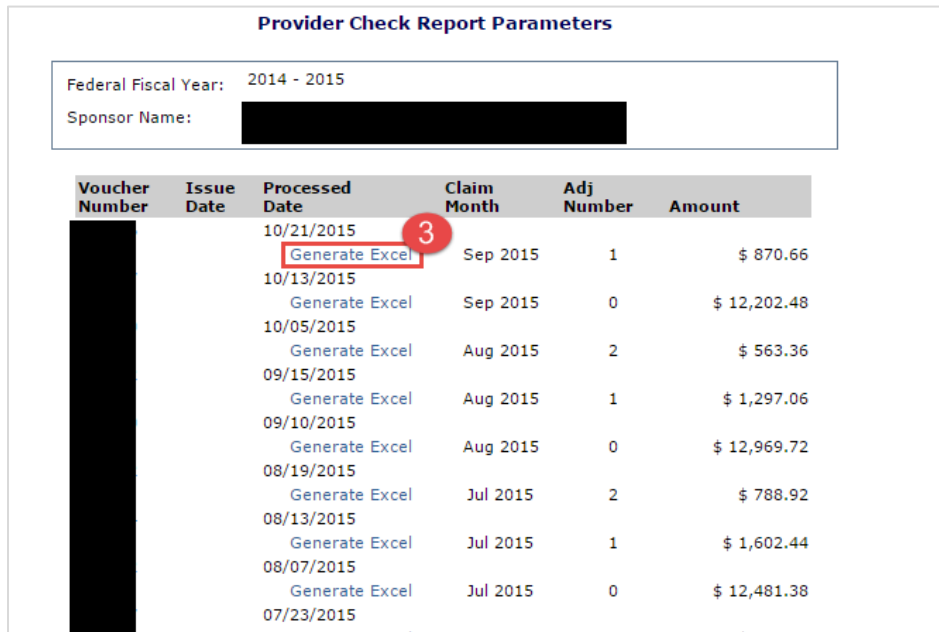 Provider Check Report Parameters
Federal Fiscal Year: 2014 - 2015
Sponsor Name:
Voucher Number Issue Date Processed Date Claim Month Adj Number Amount
10/21/2015
3
Generate Excel Sep 2015 1 $ 870.66
10/13/2015
Generate Excel Sep 2015 0 $ 12,202.48
10/05/2015
Generate Excel Aug 2015 2 $ 563.36
09/15/2015
Generate Excel Aug 2015 1 $ 1,297.06
09/10/2015
Generate Excel Aug 2015 0 $ 12,969.72
08/19/2015
Generate Excel Jul 2015 2 $ 788.92
08/13/2015
Generate Excel Jul 2015 1 $ 1,602.44
08/07/2015
Generate Excel Jul 2015 0 $ 12,481.38
07/23/2015